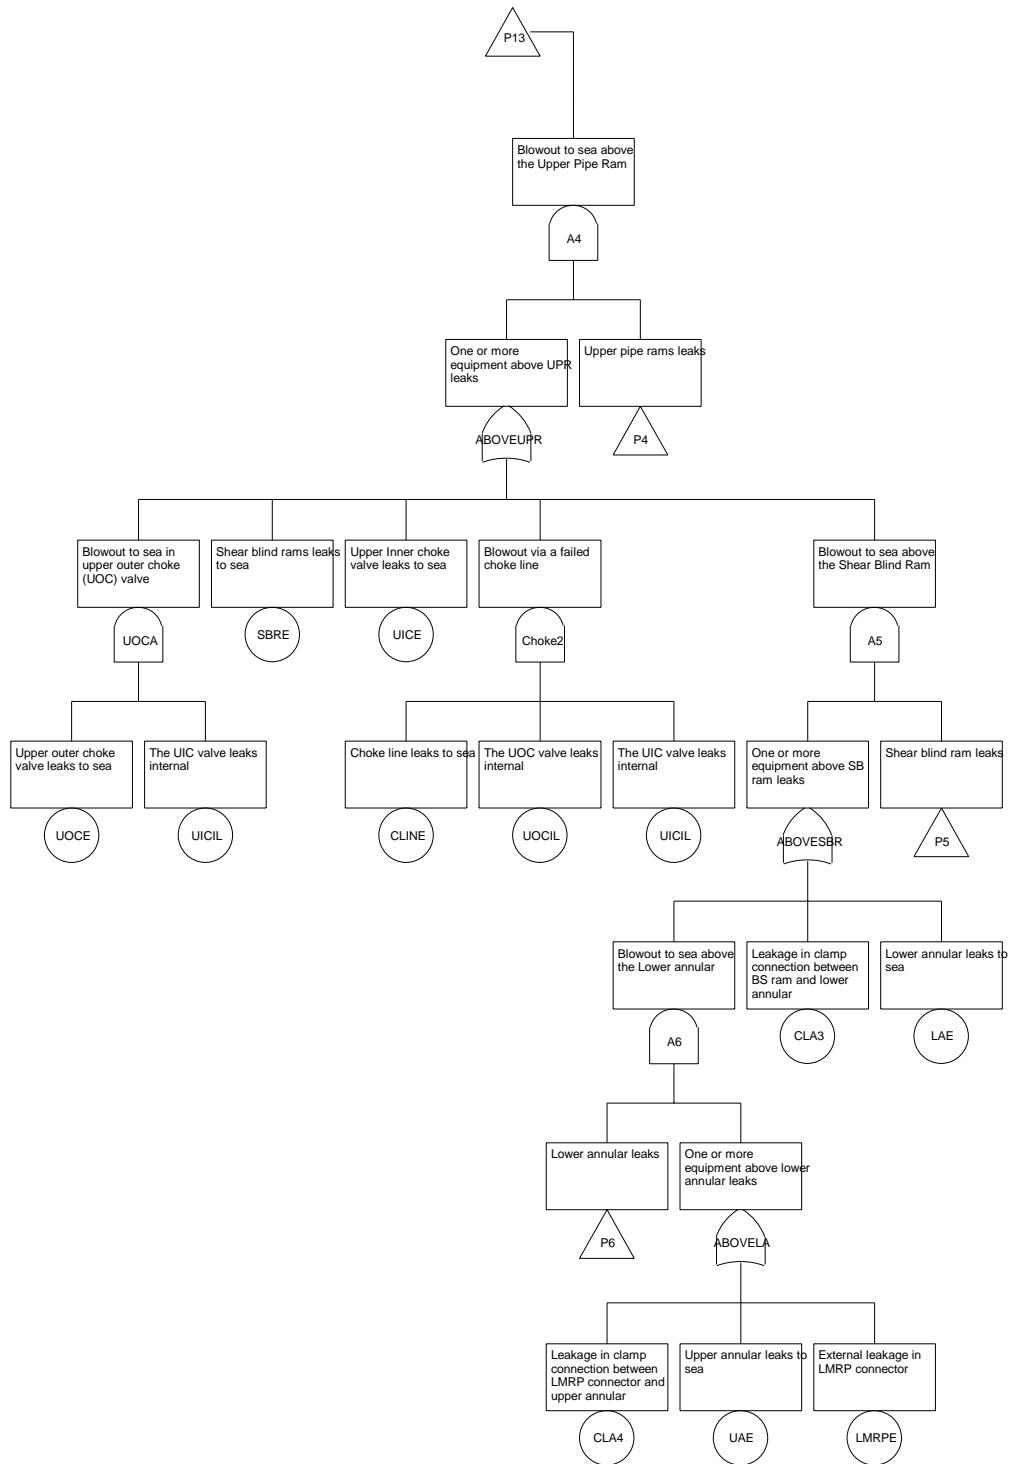 P13
Blowout to sea above
the Upper Pipe Ram
A4
One or more
equipment above UPR
leaks
Upper pipe rams leaks
ABOVEUPR
P4
Blowout to sea in
upper outer choke
(UOC) valve
Shear blind rams leaks
to sea
Upper Inner choke
valve leaks to sea
Blowout via a failed
choke line
Blowout to sea above
the Shear Blind Ram
UOCA
SBRE
UICE
Choke2
A5
Upper outer choke
valve leaks to sea
The UIC valve leaks
internal
Choke line leaks to sea
The UOC valve leaks
internal
The UIC valve leaks
internal
One or more
equipment above SB
ram leaks
Shear blind ram leaks
UOCE
UICIL
CLINE
UOCIL
UICIL
ABOVESBR
P5
Blowout to sea above
the Lower annular
Leakage in clamp
connection between
BS ram and lower
annular
Lower annular leaks to
sea
A6
CLA3
LAE
Lower annular leaks
One or more
equipment above lower
annular leaks
P6
ABOVELA
Leakage in clamp
connection between
LMRP connector and
upper annular
Upper annular leaks to
sea
External leakage in
LMRP connector
CLA4
UAE
LMRPE